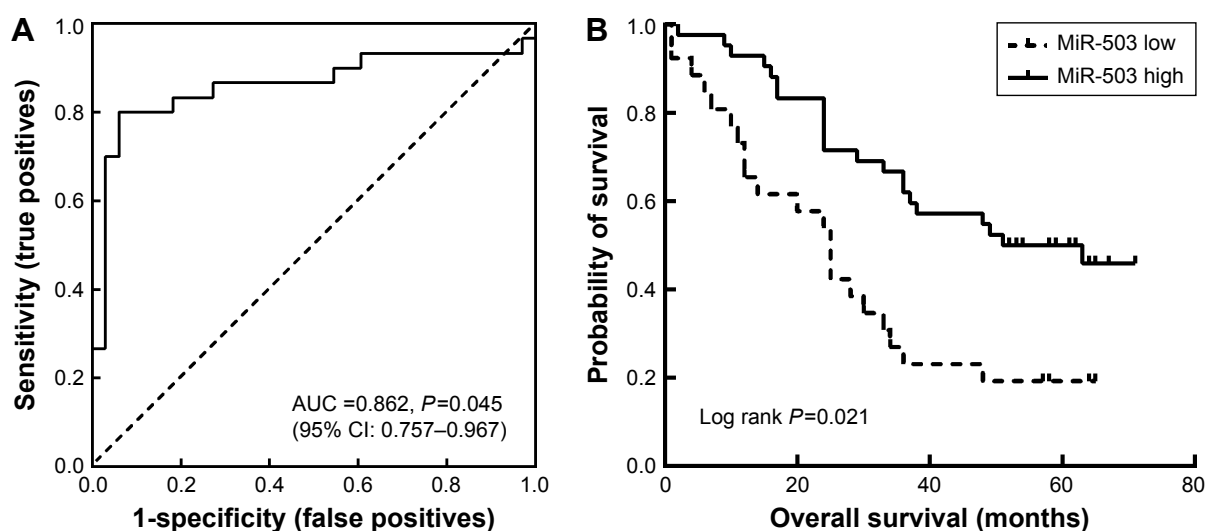 A
1.0
0.8
0.6
0.4
0.2
0.0
0.0 0.2 0.4 0.6 0.8 1.0
Sensitivity (true positives)
1-specificity (false positives)
AUC =0.862, P=0.045
(95% CI: 0.757–0.967)
B
1.0
0.8
0.6
0.4
0.2
0.0
0 20 40 60 80
Probability of survival
Overall survival (months)
MiR-503 low
MiR-503 high
Log rank P=0.021